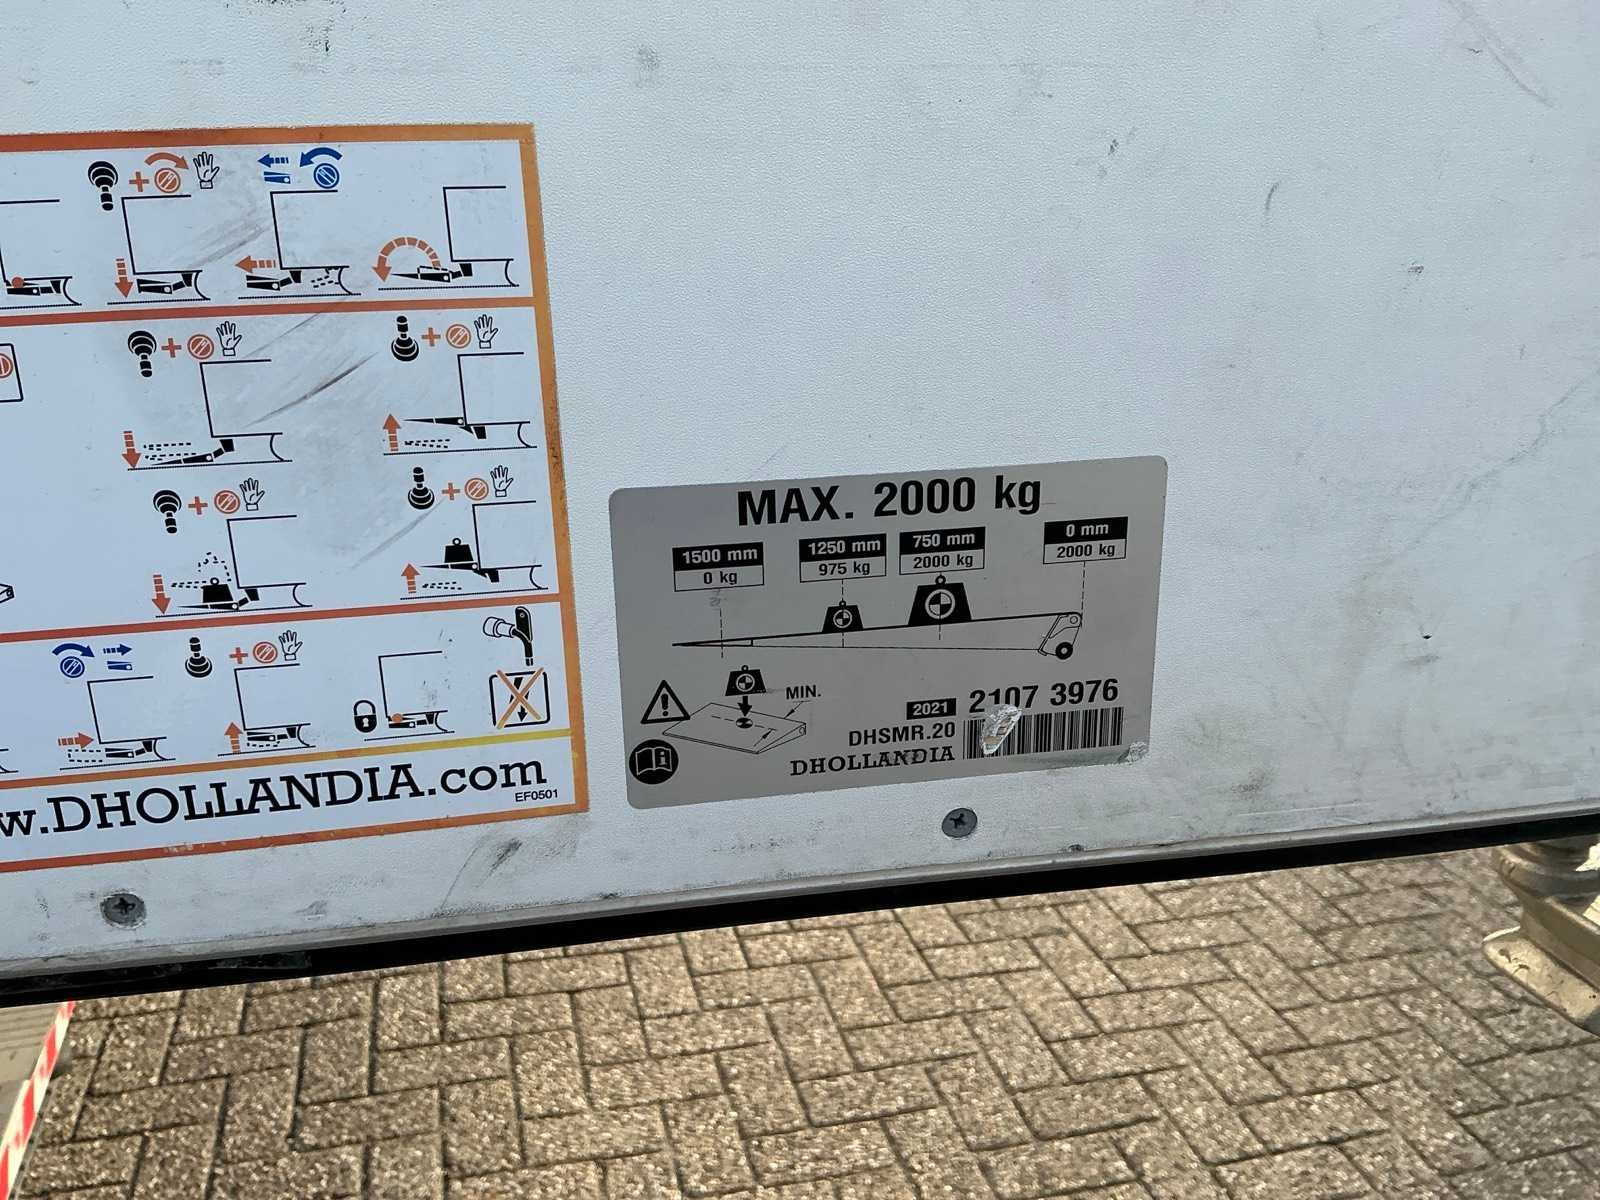 w.DHOLLANDIA.com
EF0501
MAX. 2000 kg
1500 mm
0 kg
1250 mm
975 kg
750 mm
2000 kg
0 mm
2000 kg
MIN.
2021 2107 3976
DHSMR.20
DHOLLANDIA